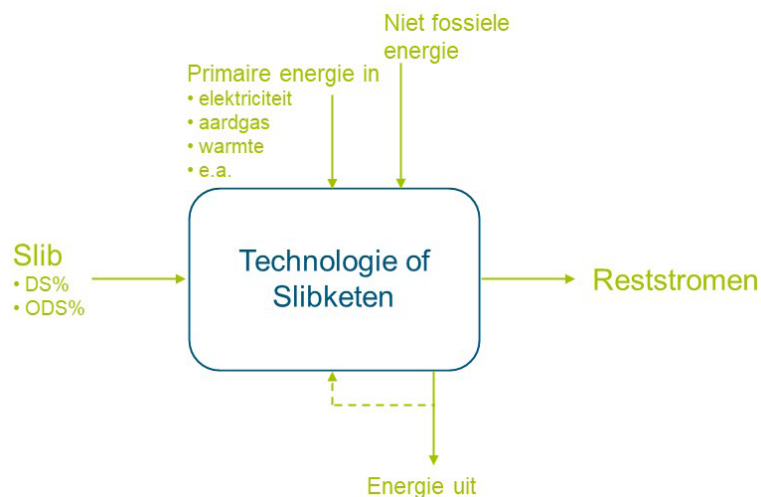 Niet fossiele
energie
Primaire energie in
• elektriciteit
• aardgas
• warmte
• e.a.
Slib
• DS%
• ODS%
Technologie of
Slibketen
Reststromen
Energie uit